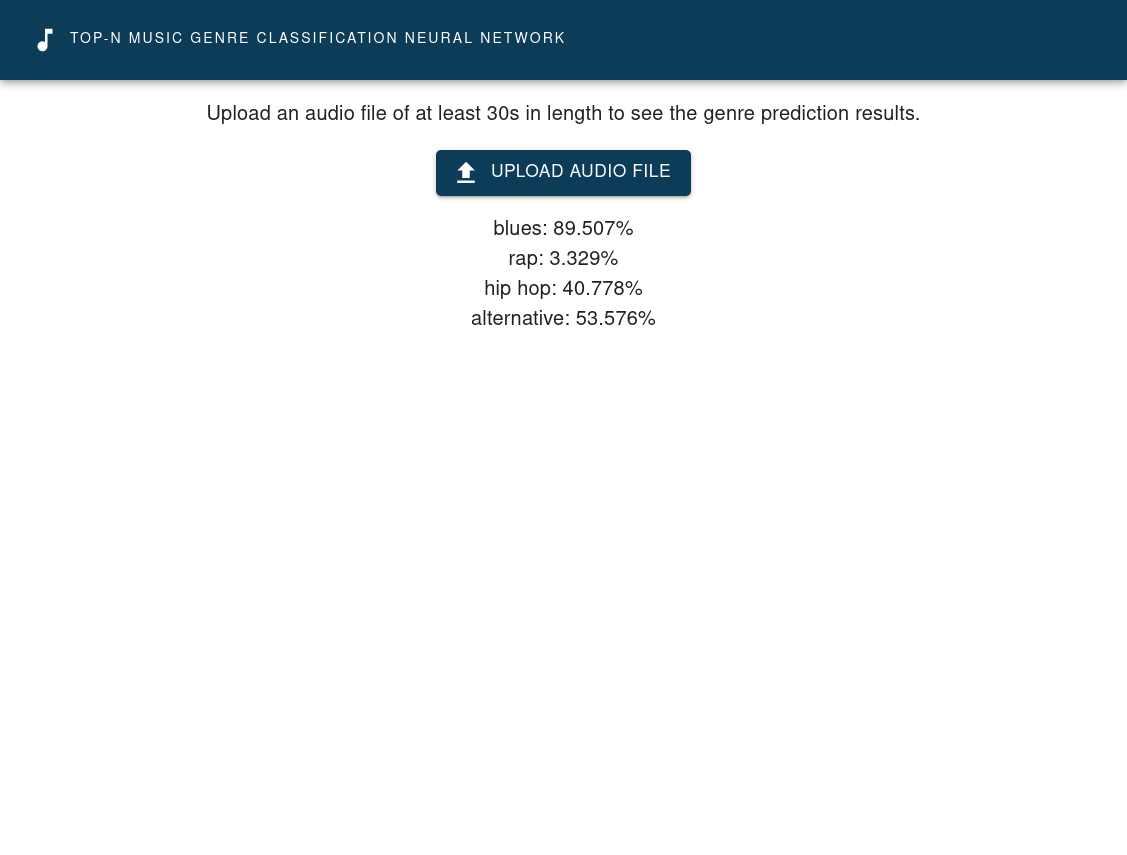 TOP-N MUSIC GENRE CLASSIFICATION NEURAL NETWORK
Upload an audio file of at least 30s in length to see the genre prediction results.
UPLOAD AUDIO FILE
blues: 89.507%
rap: 3.329%
hip hop: 40.778%
alternative: 53.576%